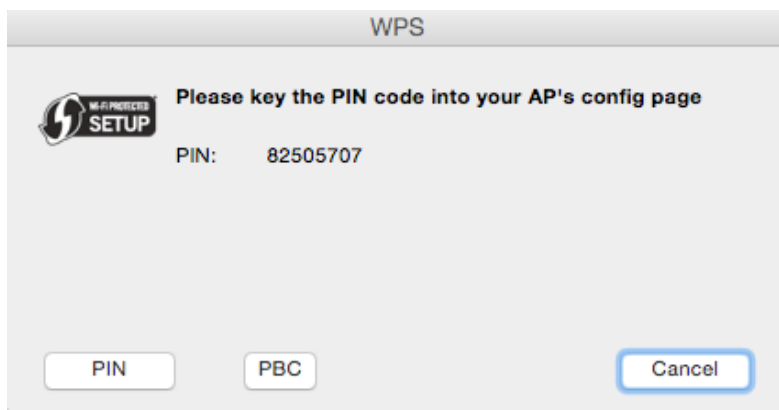 WPS
Wi-Fi PROTECTED
SETUP
Please key the PIN code into your AP's config page
PIN: 82505707
PIN PBC Cancel